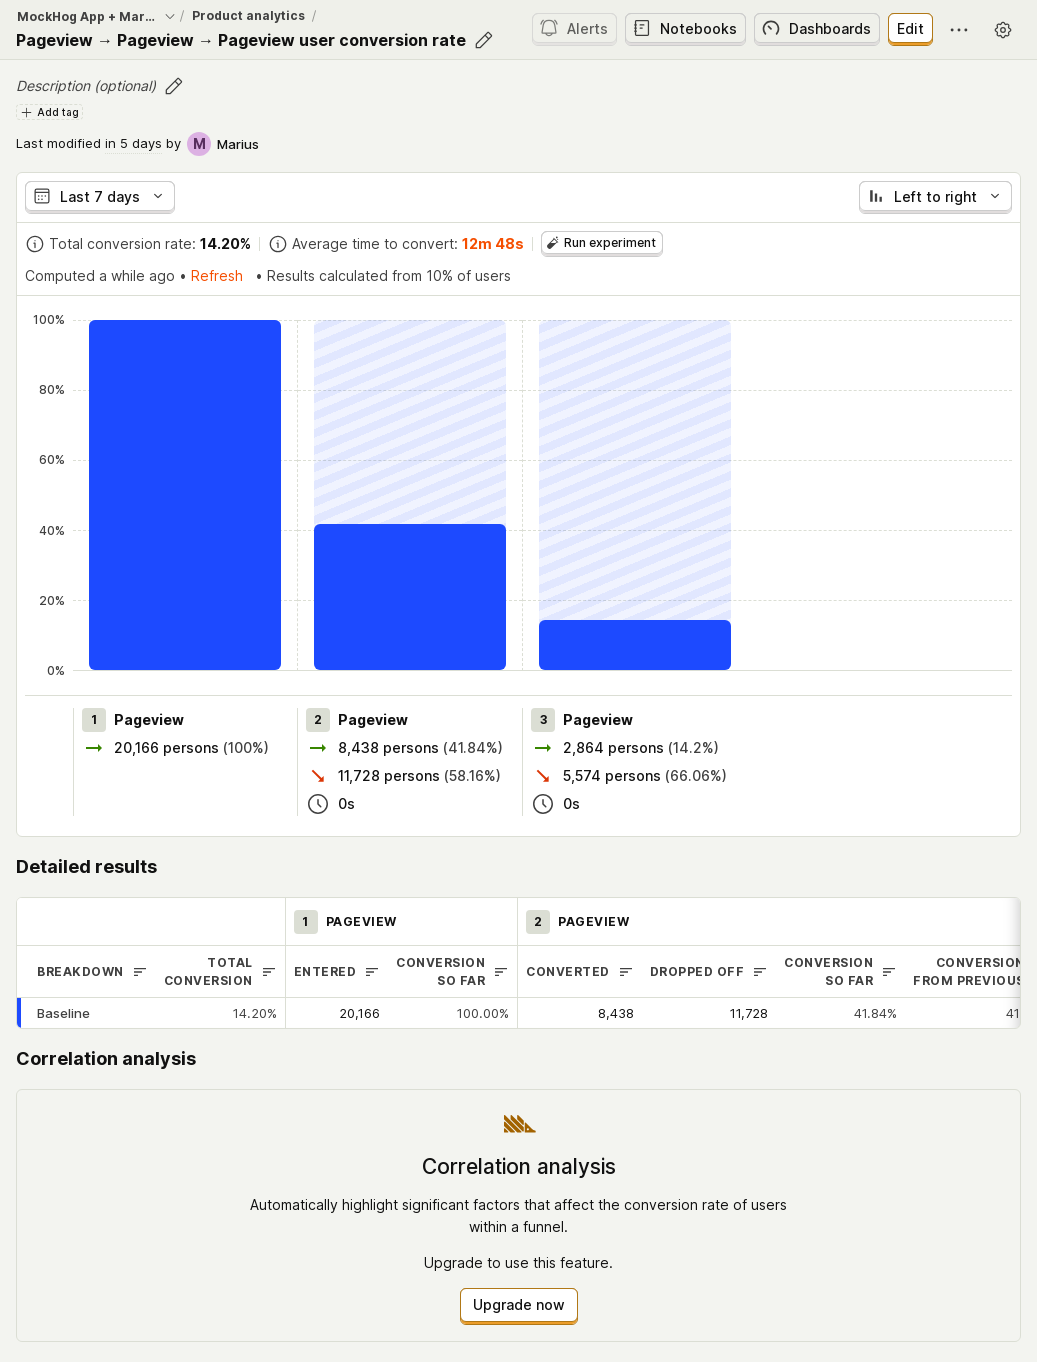 MockHog App + Mar... / Product analytics /
Pageview → Pageview → Pageview user conversion rate
Alerts Notebooks Dashboards Edit
Description (optional)
Add tag
Last modified in 5 days by M Marius
Last 7 days Left to right
Total conversion rate: 14.20% Average time to convert: 12m 48s Run experiment
Computed a while ago • Refresh • Results calculated from 10% of users
100%
80%
60%
40%
20%
0%
1 Pageview 2 Pageview 3 Pageview
20,166 persons (100%) 8,438 persons (41.84%) 2,864 persons (14.2%)
11,728 persons (58.16%) 5,574 persons (66.06%)
0s 0s
Detailed results
1 PAGEVIEW 2 PAGEVIEW
BREAKDOWN TOTAL CONVERSION ENTERED CONVERSION SO FAR CONVERTED DROPPED OFF CONVERSION SO FAR CONVERSION FROM PREVIOUS
Baseline 14.20% 20,166 100.00% 8,438 11,728 41.84% 41
Correlation analysis
Correlation analysis
Automatically highlight significant factors that affect the conversion rate of users
within a funnel.
Upgrade to use this feature.
Upgrade now